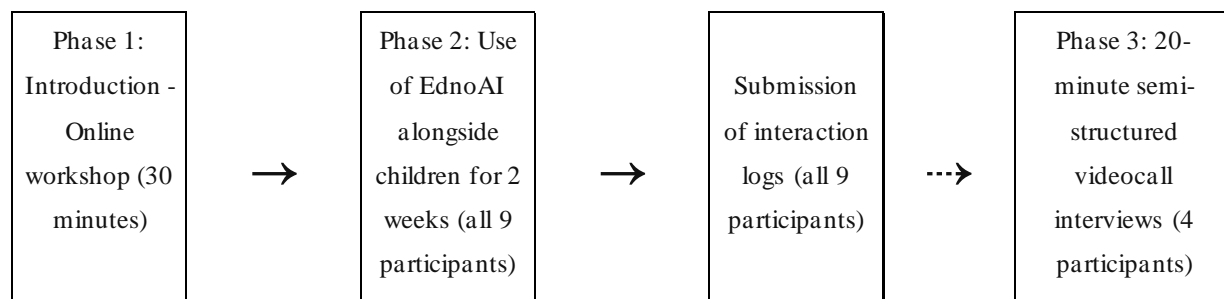 Phase 1:
Introduction -
Online
workshop (30
minutes)
→
Phase 2: Use
of EdnoAI
alongside
children for 2
weeks (all 9
participants)
→
Submission
of interaction
logs (all 9
participants)
⇢
Phase 3: 20-
minute semi-
structured
videocall
interviews (4
participants)